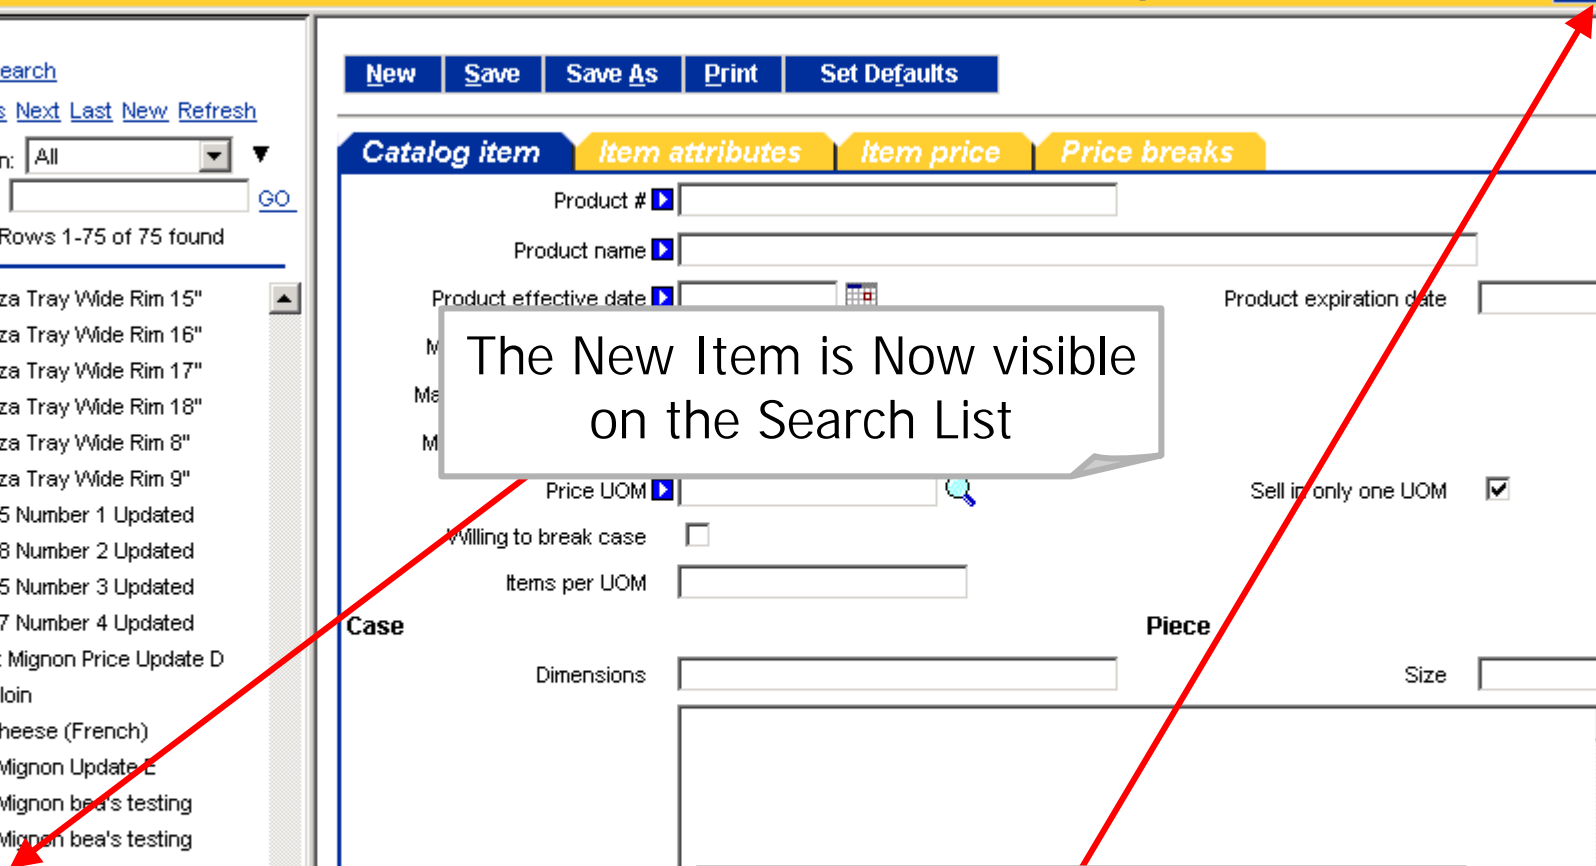 earch
s Next Last New Refresh
n: All
GO
Rows 1-75 of 75 found
za Tray Wide Rim 15"
za Tray Wide Rim 16"
za Tray Wide Rim 17"
za Tray Wide Rim 18"
za Tray Wide Rim 8"
za Tray Wide Rim 9"
5 Number 1 Updated
8 Number 2 Updated
5 Number 3 Updated
7 Number 4 Updated
t Mignon Price Update D
loin
heese (French)
Mignon Update E
Mignon bea's testing
Mignon bea's testing
New Save Save As Print Set Defaults
Catalog item Item attributes Item price Price breaks
Product #
Product name
Product effective date Product expiration date
M
Ma
M
The New Item is Now visible
on the Search List
Price UOM Sell in only one UOM
Willing to break case
Items per UOM
Case Piece
Dimensions Size